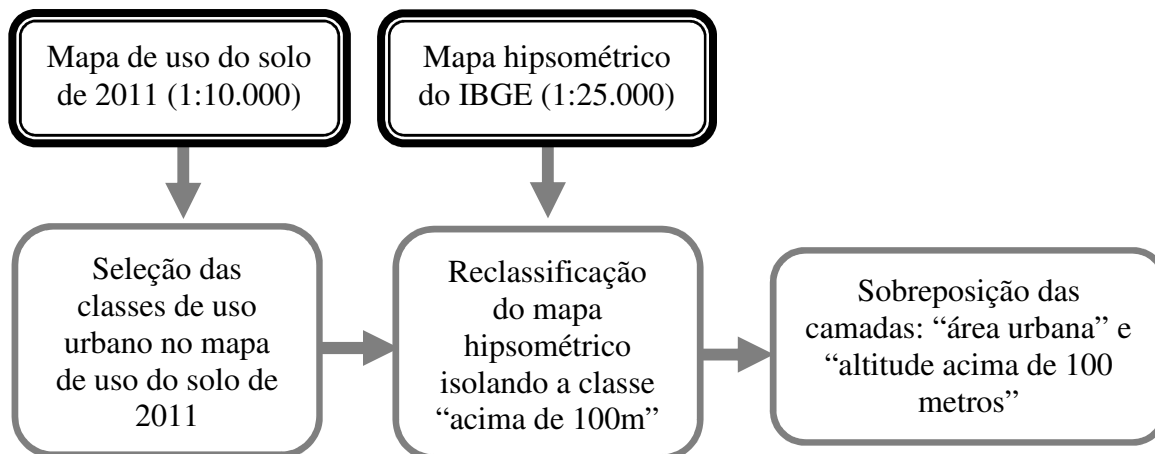 Mapa de uso do solo
de 2011 (1:10.000)
Mapa hipsométrico
do IBGE (1:25.000)
Seleção das
classes de uso
urbano no mapa
de uso do solo de
2011
Reclassificação
do mapa
hipsométrico
isolando a classe
“acima de 100m”
Sobreposição das
camadas: “área urbana” e
“altitude acima de 100
metros”